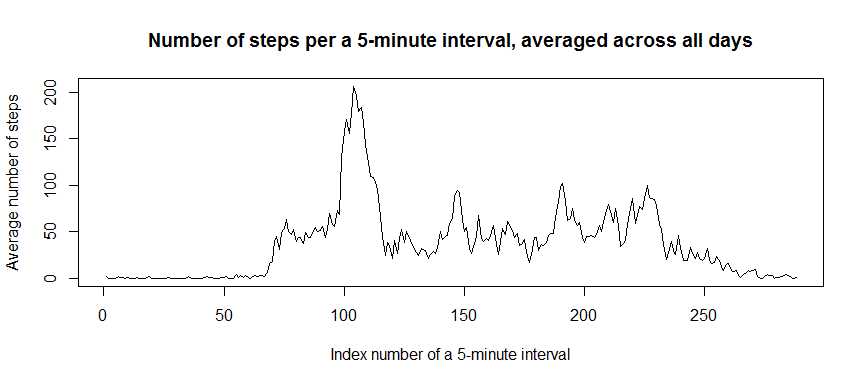 Number of steps per a 5-minute interval, averaged across all days
Average number of steps
200
150
100
50
0
0 50 100 150 200 250
Index number of a 5-minute interval